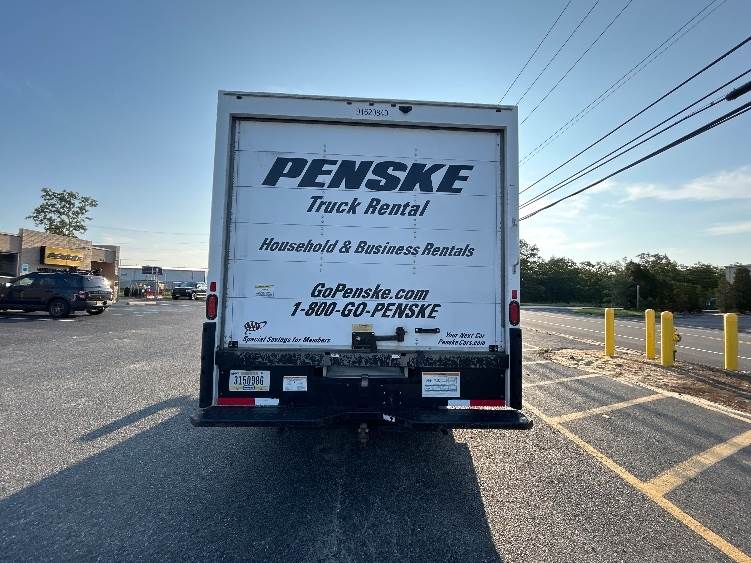 PENSKE
Truck Rental
Household & Business Rentals
GoPenske.com
1-800-GO-PENSKE
AAA
Special Savings for Members
Your Next Car
PenskeCars.com
3150986